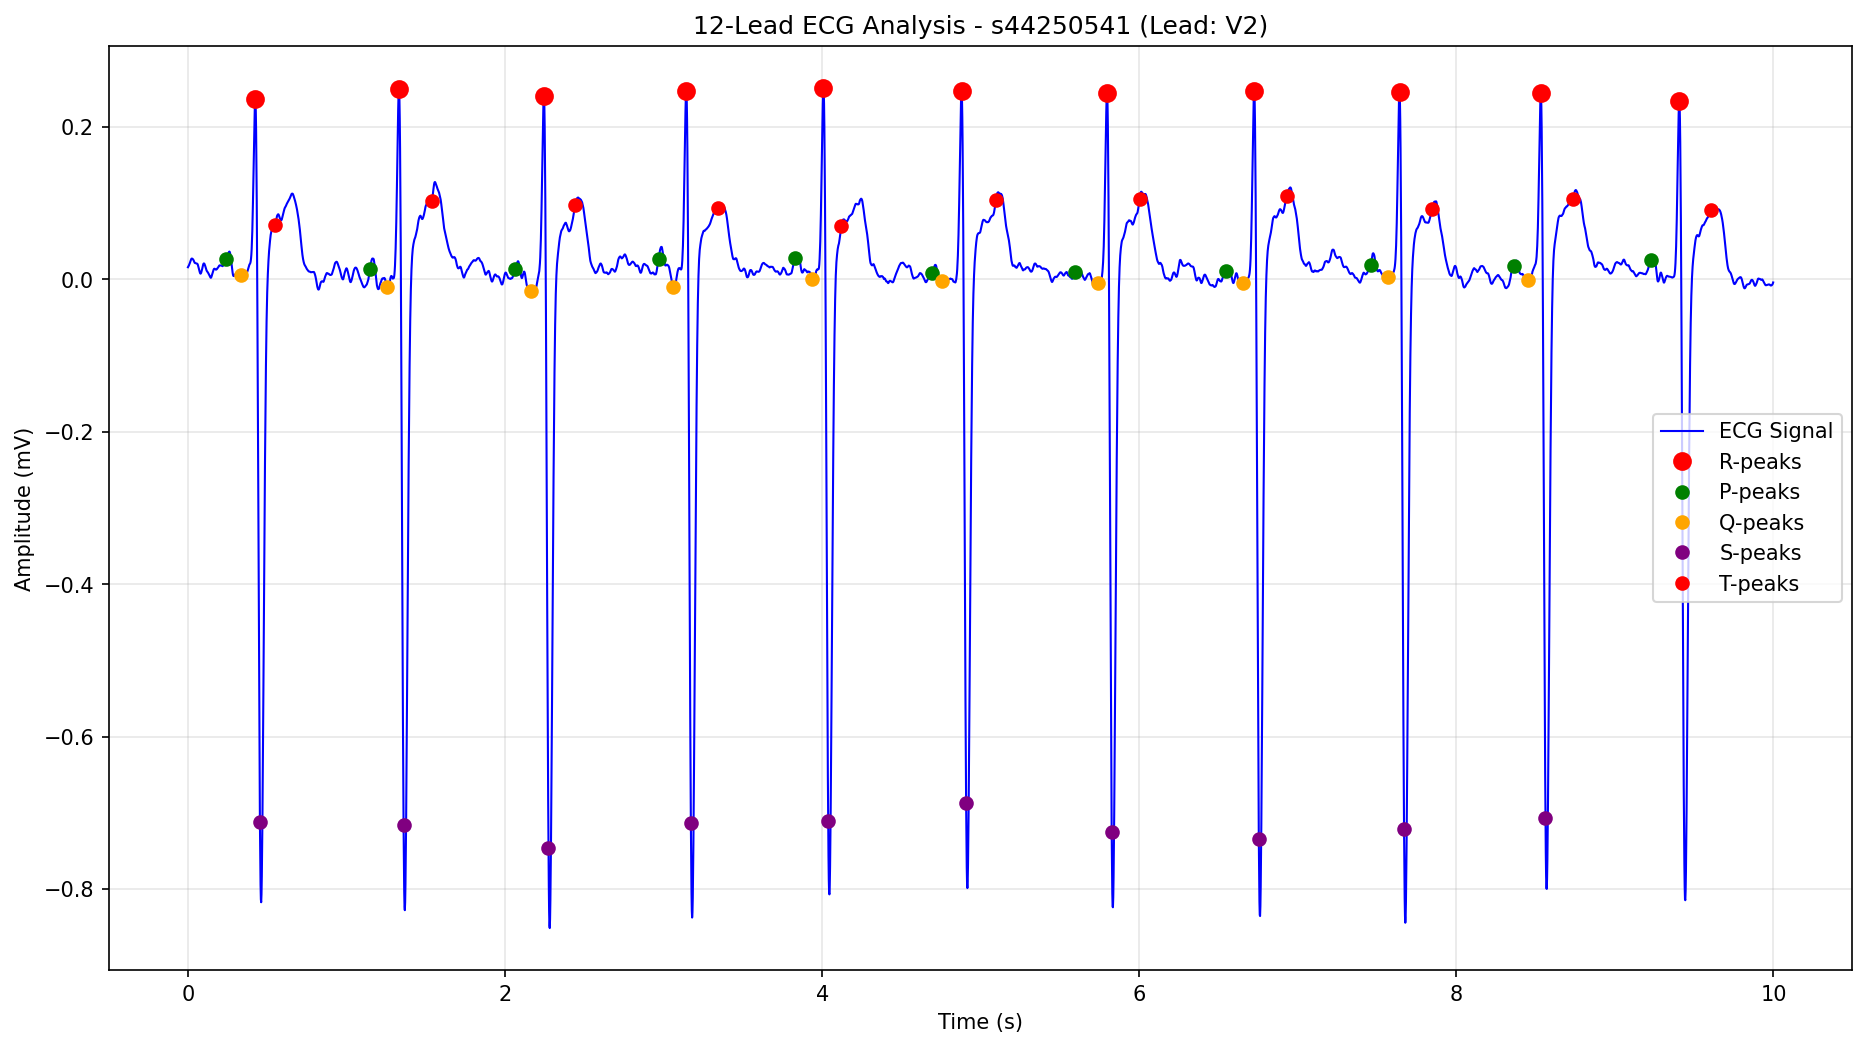 12-Lead ECG Analysis - s44250541 (Lead: V2)
Amplitude (mV)
0.2
0.0
−0.2
−0.4
−0.6
−0.8
ECG Signal
R-peaks
P-peaks
Q-peaks
S-peaks
T-peaks
0 2 4 6 8 10
Time (s)